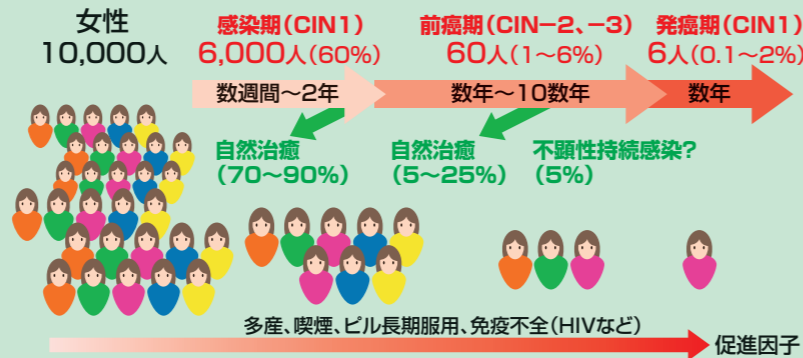 女性
10,000人
感染期(CIN1)
6,000人(60%)
前癌期(CIN−2、−3)
60人(1〜6%)
発癌期(CIN1)
6人(0.1〜2%)
数週間〜2年
数年〜10数年
数年
自然治癒
(70〜90%)
自然治癒
(5〜25%)
不顕性持続感染?
(5%)
多産、喫煙、ピル長期服用、免疫不全(HIVなど)
促進因子